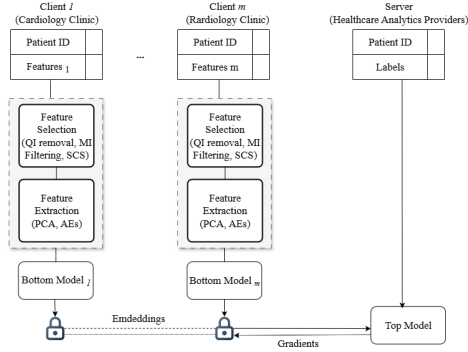 Client 1
(Cardiology Clinic)
Patient ID
Features 1
...
Client m
(Rardiology Clinic)
Patient ID
Features m
Server
(Healthcare Analytics Providers)
Patient ID
Labels
Feature
Selection
(QI removal, MI
Filtering, SCS)
Feature
Extraction
(PCA, AEs)
Bottom Model 1
Feature
Selection
(QI removal, MI
Filtering, SCS)
Feature
Extraction
(PCA, AEs)
Bottom Model m
Emdeddings
Gradients
Top Model